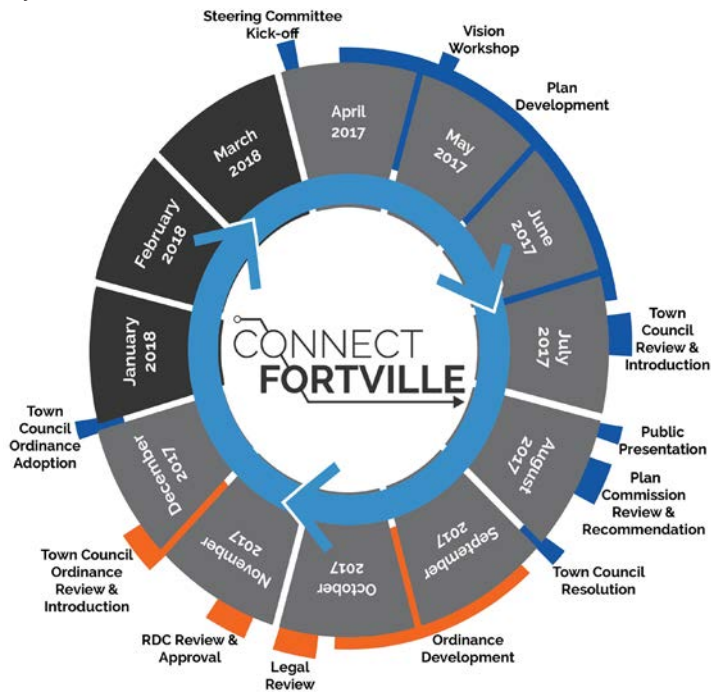 Steering Committee
Kick-off
Vision
Workshop
Plan
Development
April
2017
May
2017
June
2017
July
2017
Town
Council
Review &
Introduction
August
2017
Public
Presentation
Plan
Commission
Review &
Recommendation
September
2017
Town Council
Resolution
Ordinance
Development
October
2017
Legal
Review
November
2017
RDC Review &
Approval
December
2017
Town Council
Ordinance
Review &
Introduction
Town
Council
Ordinance
Adoption
January
2018
February
2018
March
2018
CONNECT
FORTVILLE